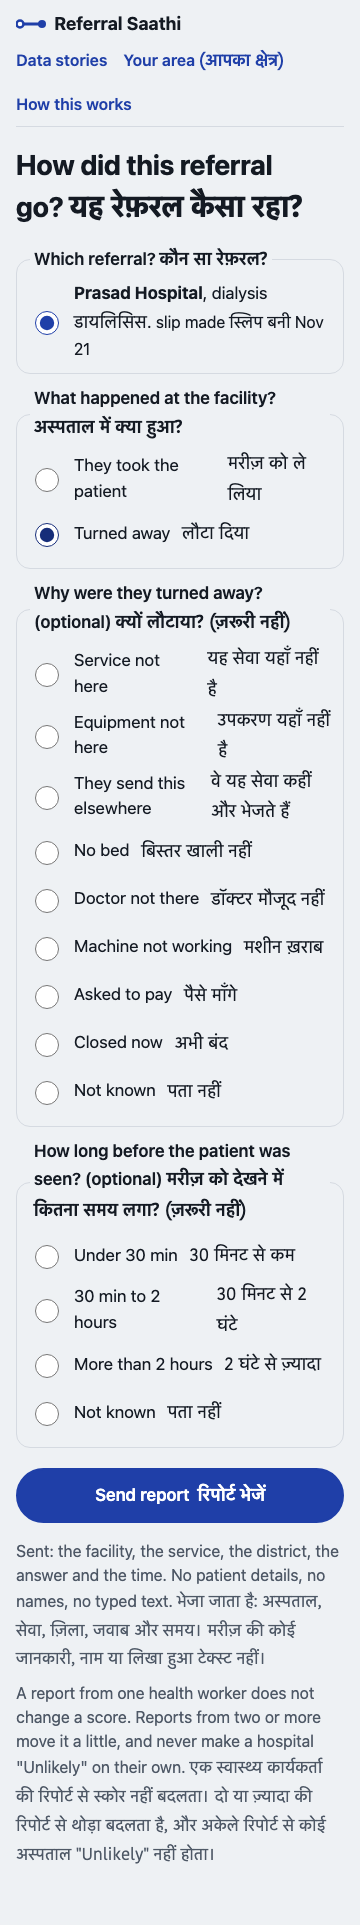 Referral Saathi
Data stories Your area (आपका क्षेत्र)
How this works
How did this referral
go? यह रेफ़रल कैसा रहा?
Which referral? कौन सा रेफ़रल?
Prasad Hospital, dialysis
डायलिसिस. slip made स्लिप बनी Nov
21
What happened at the facility?
अस्पताल में क्या हुआ?
They took the patient मरीज़ को ले लिया
Turned away लौटा दिया
Why were they turned away?
(optional) क्यों लौटाया? (ज़रूरी नहीं)
Service not here यह सेवा यहाँ नहीं है
Equipment not here उपकरण यहाँ नहीं है
They send this elsewhere वे यह सेवा कहीं और भेजते हैं
No bed बिस्तर खाली नहीं
Doctor not there डॉक्टर मौजूद नहीं
Machine not working मशीन ख़राब
Asked to pay पैसे माँगे
Closed now अभी बंद
Not known पता नहीं
How long before the patient was
seen? (optional) मरीज़ को देखने में
कितना समय लगा? (ज़रूरी नहीं)
Under 30 min 30 मिनट से कम
30 min to 2 hours 30 मिनट से 2 घंटे
More than 2 hours 2 घंटे से ज़्यादा
Not known पता नहीं
Send report रिपोर्ट भेजें
Sent: the facility, the service, the district, the
answer and the time. No patient details, no
names, no typed text. भेजा जाता है: अस्पताल,
सेवा, ज़िला, जवाब और समय। मरीज़ की कोई
जानकारी, नाम या लिखा हुआ टेक्स्ट नहीं।
A report from one health worker does not
change a score. Reports from two or more
move it a little, and never make a hospital
"Unlikely" on their own. एक स्वास्थ्य कार्यकर्ता
की रिपोर्ट से स्कोर नहीं बदलता। दो या ज़्यादा की
रिपोर्ट से थोड़ा बदलता है, और अकेले रिपोर्ट से कोई
अस्पताल "Unlikely" नहीं होता।